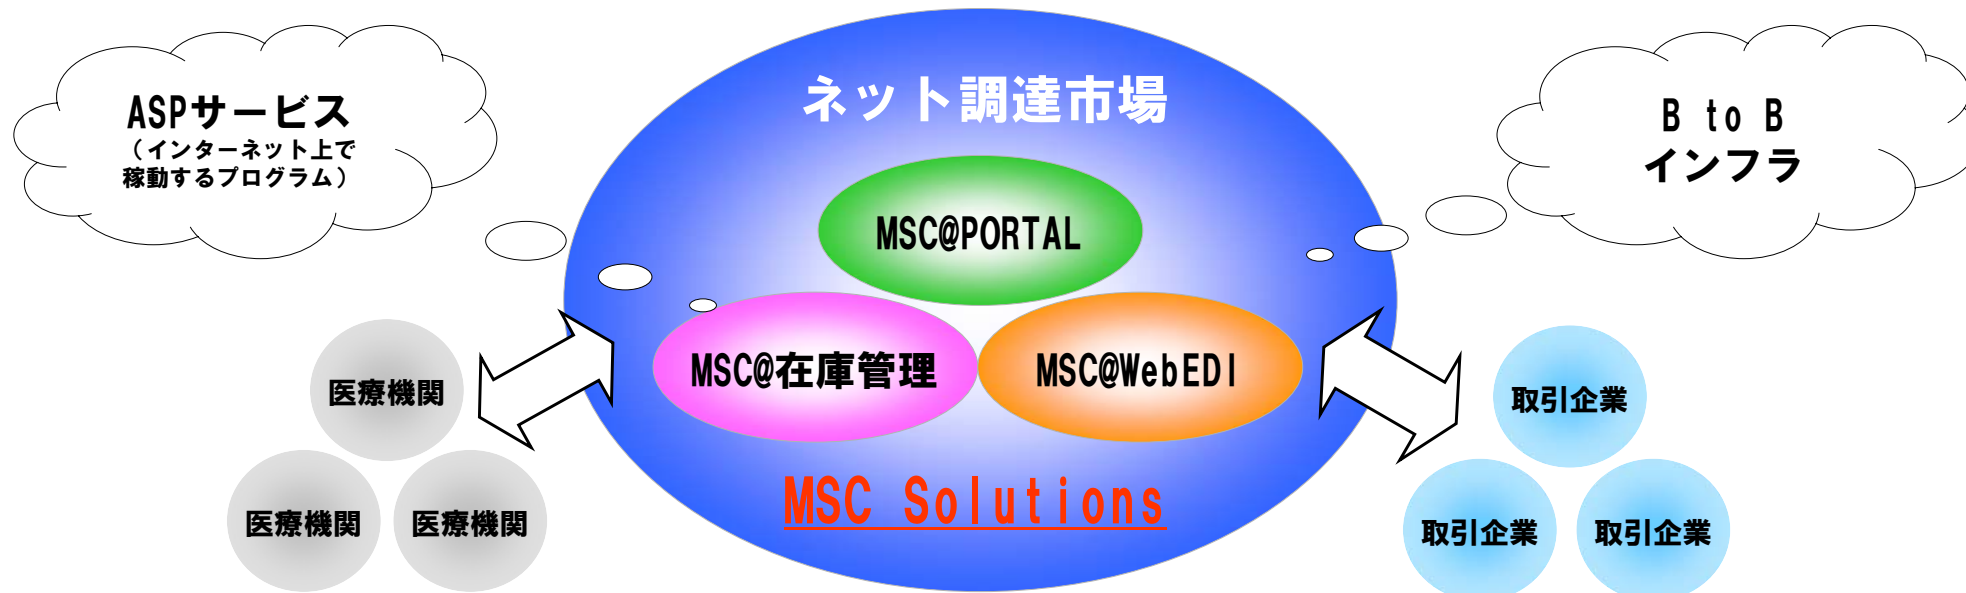 ASPサービス
（インターネット上で
稼動するプログラム）
ネット調達市場
B to B
インフラ
MSC@PORTAL
MSC@在庫管理
MSC@WebEDI
MSC Solutions
医療機関
医療機関
医療機関
取引企業
取引企業
取引企業